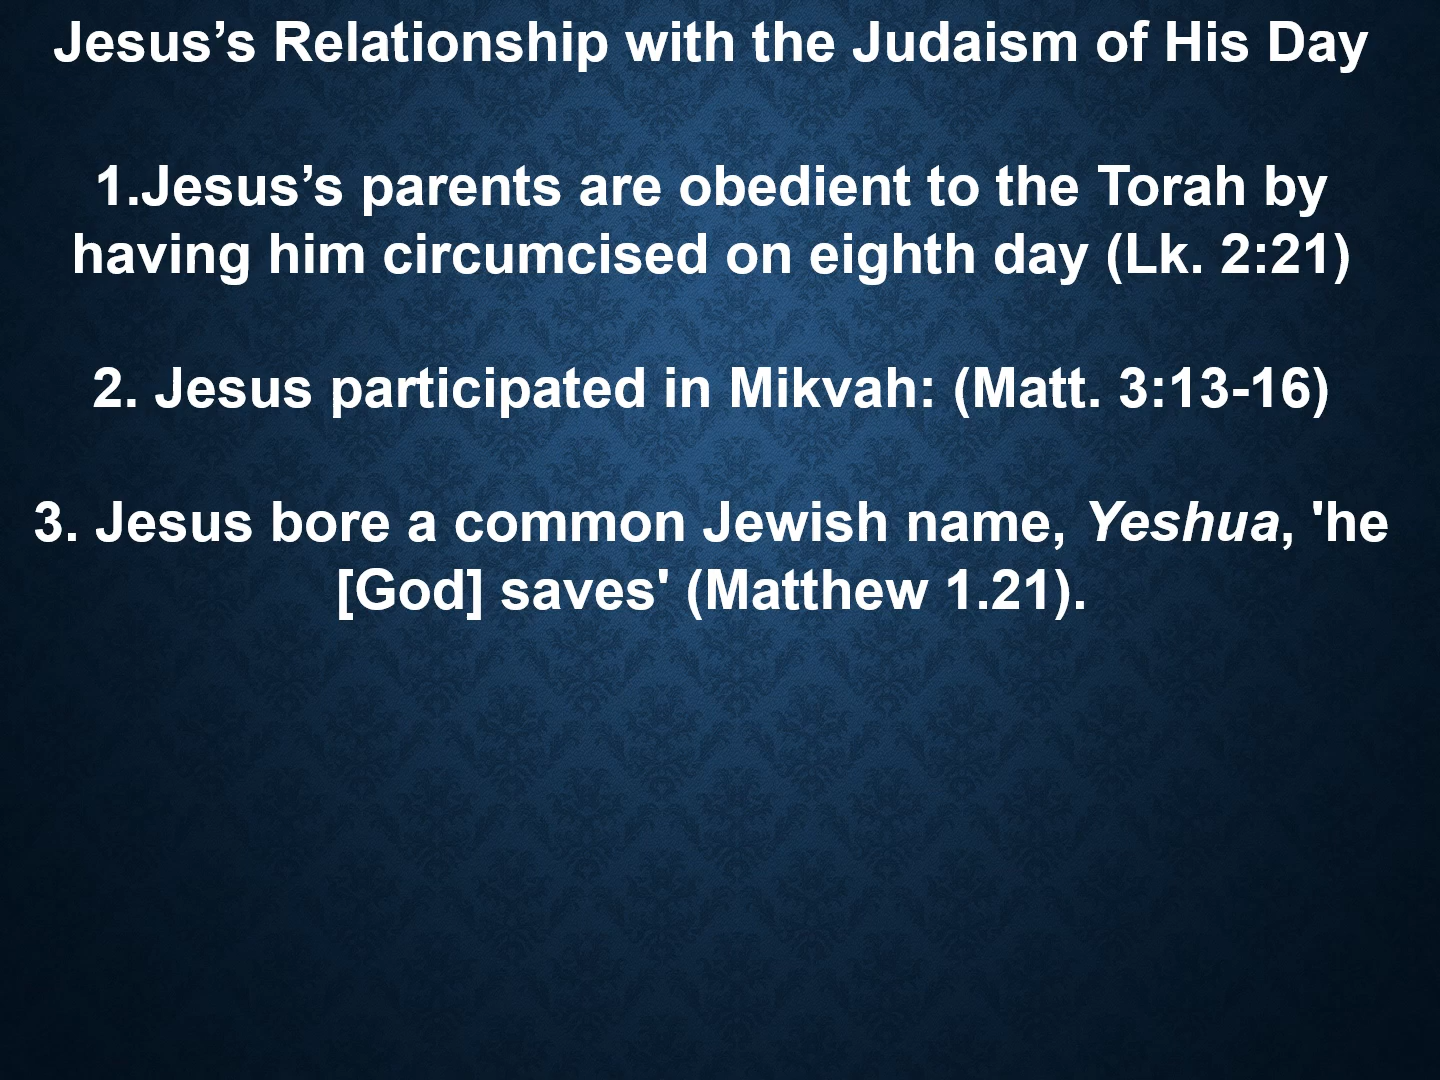 Jesus’s Relationship with the Judaism of His Day
1.Jesus’s parents are obedient to the Torah by
having him circumcised on eighth day (Lk. 2:21)
2. Jesus participated in Mikvah: (Matt. 3:13-16)
3. Jesus bore a common Jewish name, Yeshua, 'he
[God] saves' (Matthew 1.21).